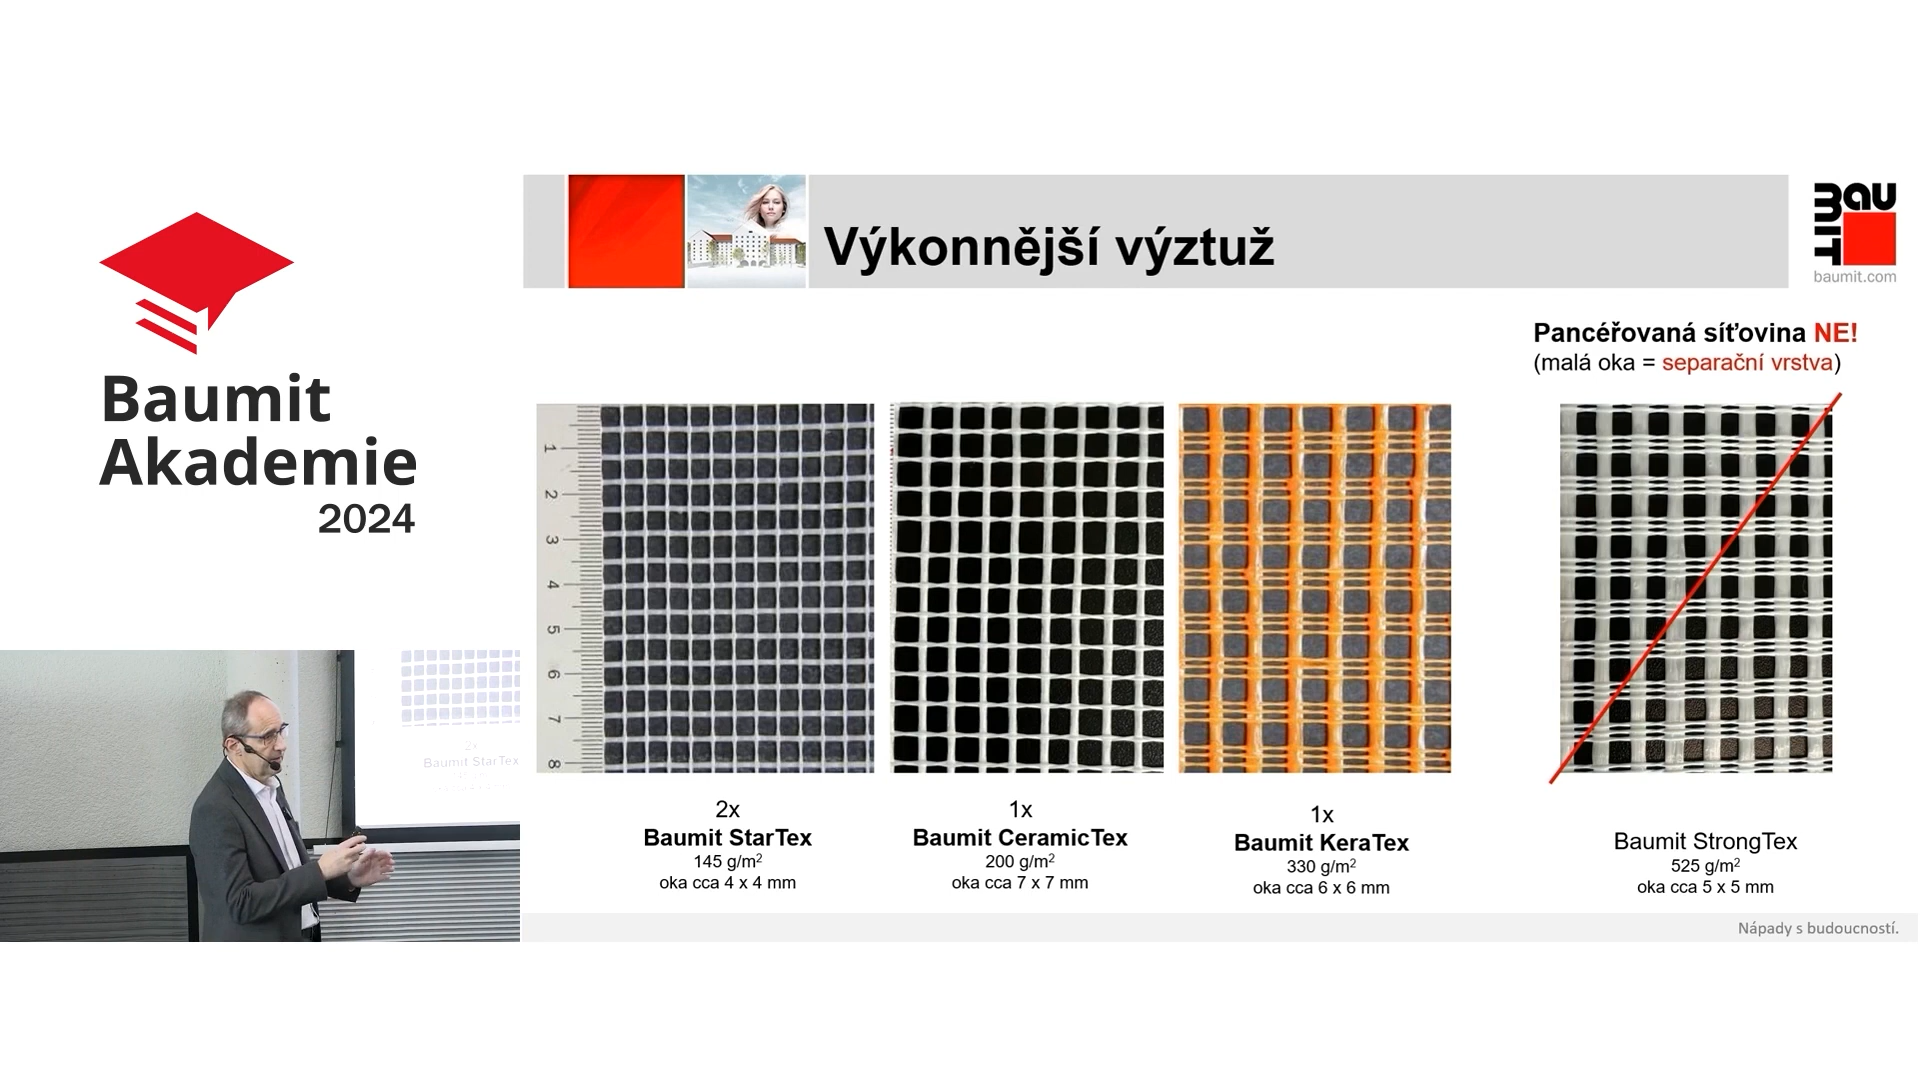 Baumit
Akademie
2024
Výkonnější výztuž
bau
mit
baumit.com
Pancéřovaná síťovina NE!
(malá oka = separační vrstva)
1
2
3
4
5
6
7
8
2x
Baumit StarTex
145 g/m²
oka cca 4 x 4 mm
1x
Baumit CeramicTex
200 g/m²
oka cca 7 x 7 mm
1x
Baumit KeraTex
330 g/m²
oka cca 6 x 6 mm
Baumit StrongTex
525 g/m²
oka cca 5 x 5 mm
2x
Baumit StarTex
Nápady s budoucností.